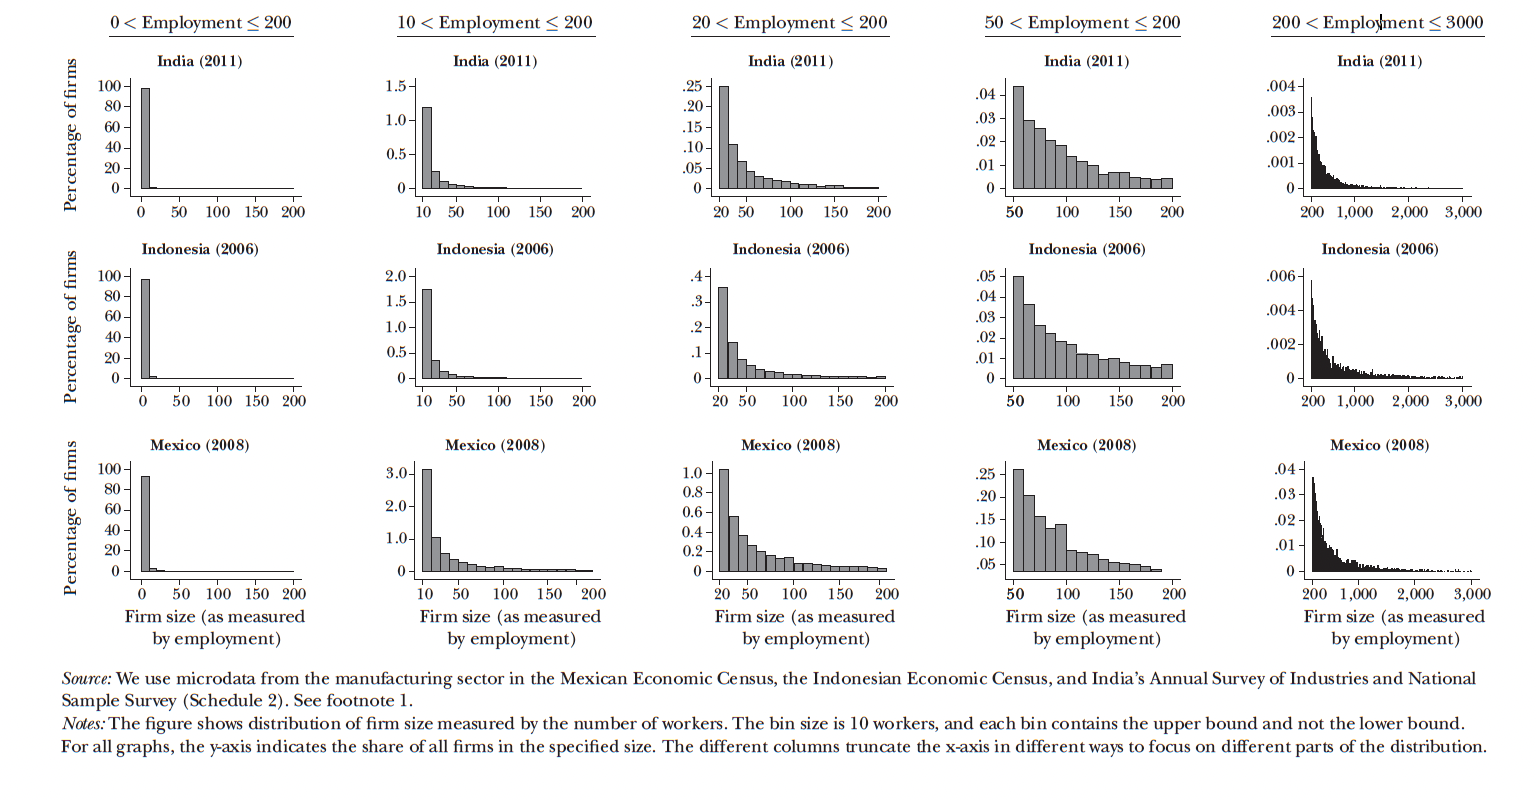 0 < Employment ≤ 200 10 < Employment ≤ 200 20 < Employment ≤ 200 50 < Employment ≤ 200 200 < Employment ≤ 3000
India (2011) India (2011) India (2011) India (2011) India (2011)
Percentage of firms
100 80 60 40 20 0
1.5 1.0 0.5 0
.25 .20 .15 .10 .05 0
.04 .03 .02 .01 0
.004 .003 .002 .001 0
0 50 100 150 200 10 50 100 150 200 20 50 100 150 200 50 100 150 200 200 1,000 2,000 3,000
Indonesia (2006) Indonesia (2006) Indonesia (2006) Indonesia (2006) Indonesia (2006)
Percentage of firms
100 80 60 40 20 0
2.0 1.5 1.0 0.5 0
.4 .3 .2 .1 0
.05 .04 .03 .02 .01 0
.006 .004 .002 0
0 50 100 150 200 10 50 100 150 200 20 50 100 150 200 50 100 150 200 200 1,000 2,000 3,000
Mexico (2008) Mexico (2008) Mexico (2008) Mexico (2008) Mexico (2008)
Percentage of firms
100 80 60 40 20 0
3.0 2.0 1.0 0
1.0 0.8 0.6 0.4 0.2 0
.25 .20 .15 .10 .05
.04 .03 .02 .01 0
0 50 100 150 200 10 50 100 150 200 20 50 100 150 200 50 100 150 200 200 1,000 2,000 3,000
Firm size (as measured Firm size (as measured Firm size (as measured Firm size (as measured Firm size (as measured
by employment) by employment) by employment) by employment) by employment)
Source: We use microdata from the manufacturing sector in the Mexican Economic Census, the Indonesian Economic Census, and India's Annual Survey of Industries and National
Sample Survey (Schedule 2). See footnote 1.
Notes: The figure shows distribution of firm size measured by the number of workers. The bin size is 10 workers, and each bin contains the upper bound and not the lower bound.
For all graphs, the y-axis indicates the share of all firms in the specified size. The different columns truncate the x-axis in different ways to focus on different parts of the distribution.